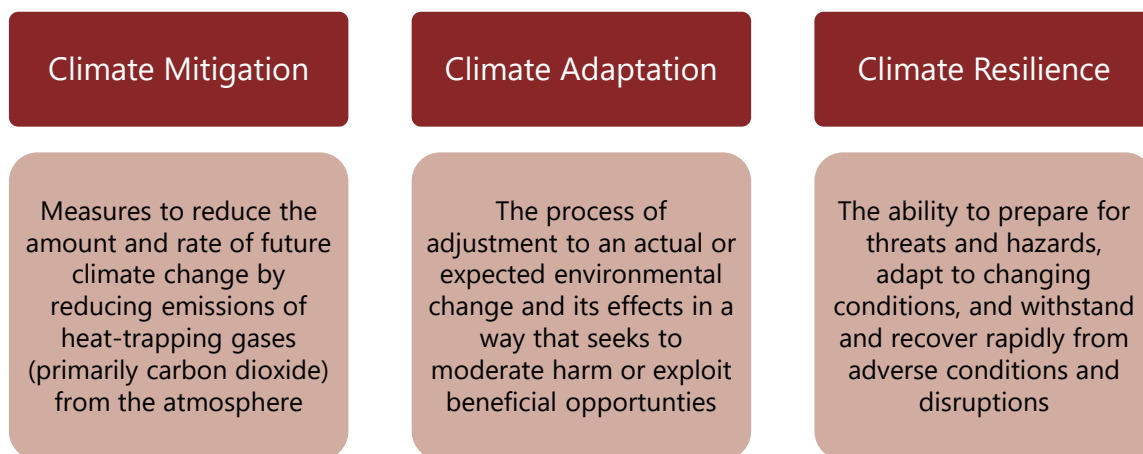 Climate Mitigation
Measures to reduce the
amount and rate of future
climate change by
reducing emissions of
heat-trapping gases
(primarily carbon dioxide)
from the atmosphere
Climate Adaptation
The process of
adjustment to an actual or
expected environmental
change and its effects in a
way that seeks to
moderate harm or exploit
beneficial opportunties
Climate Resilience
The ability to prepare for
threats and hazards,
adapt to changing
conditions, and withstand
and recover rapidly from
adverse conditions and
disruptions